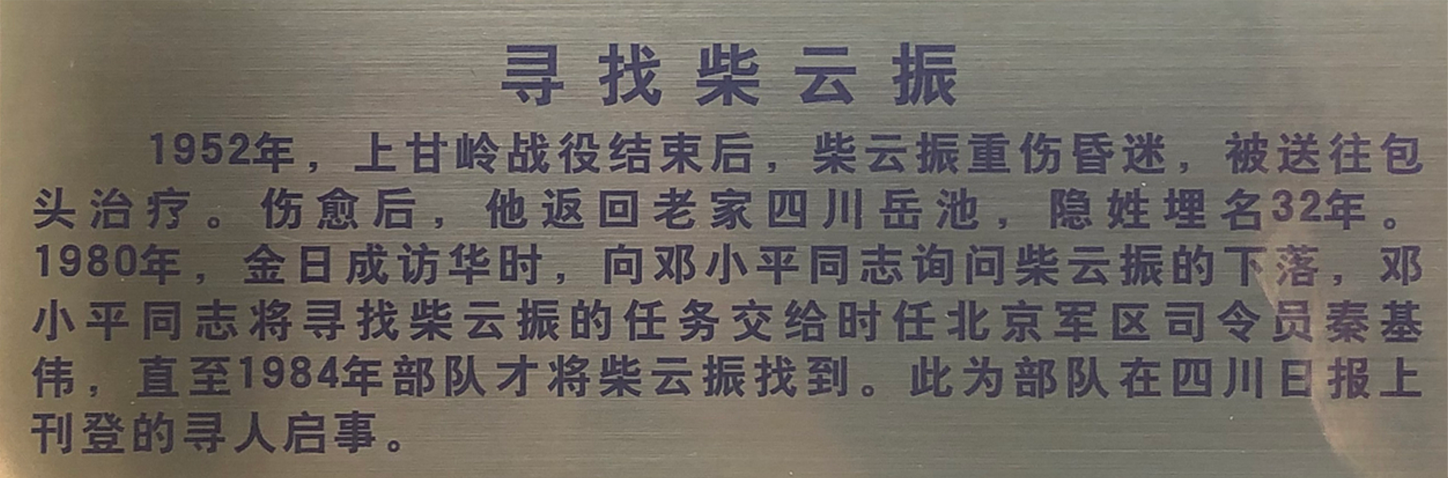 寻找柴云振
1952年，上甘岭战役结束后，柴云振重伤昏迷，被送往包
头治疗。伤愈后，他返回老家四川岳池，隐姓埋名32年。
1980年，金日成访华时，向邓小平同志询问柴云振的下落，邓
小平同志将寻找柴云振的任务交给时任北京军区司令员秦基
伟，直至1984年部队才将柴云振找到。此为部队在四川日报上
刊登的寻人启事。